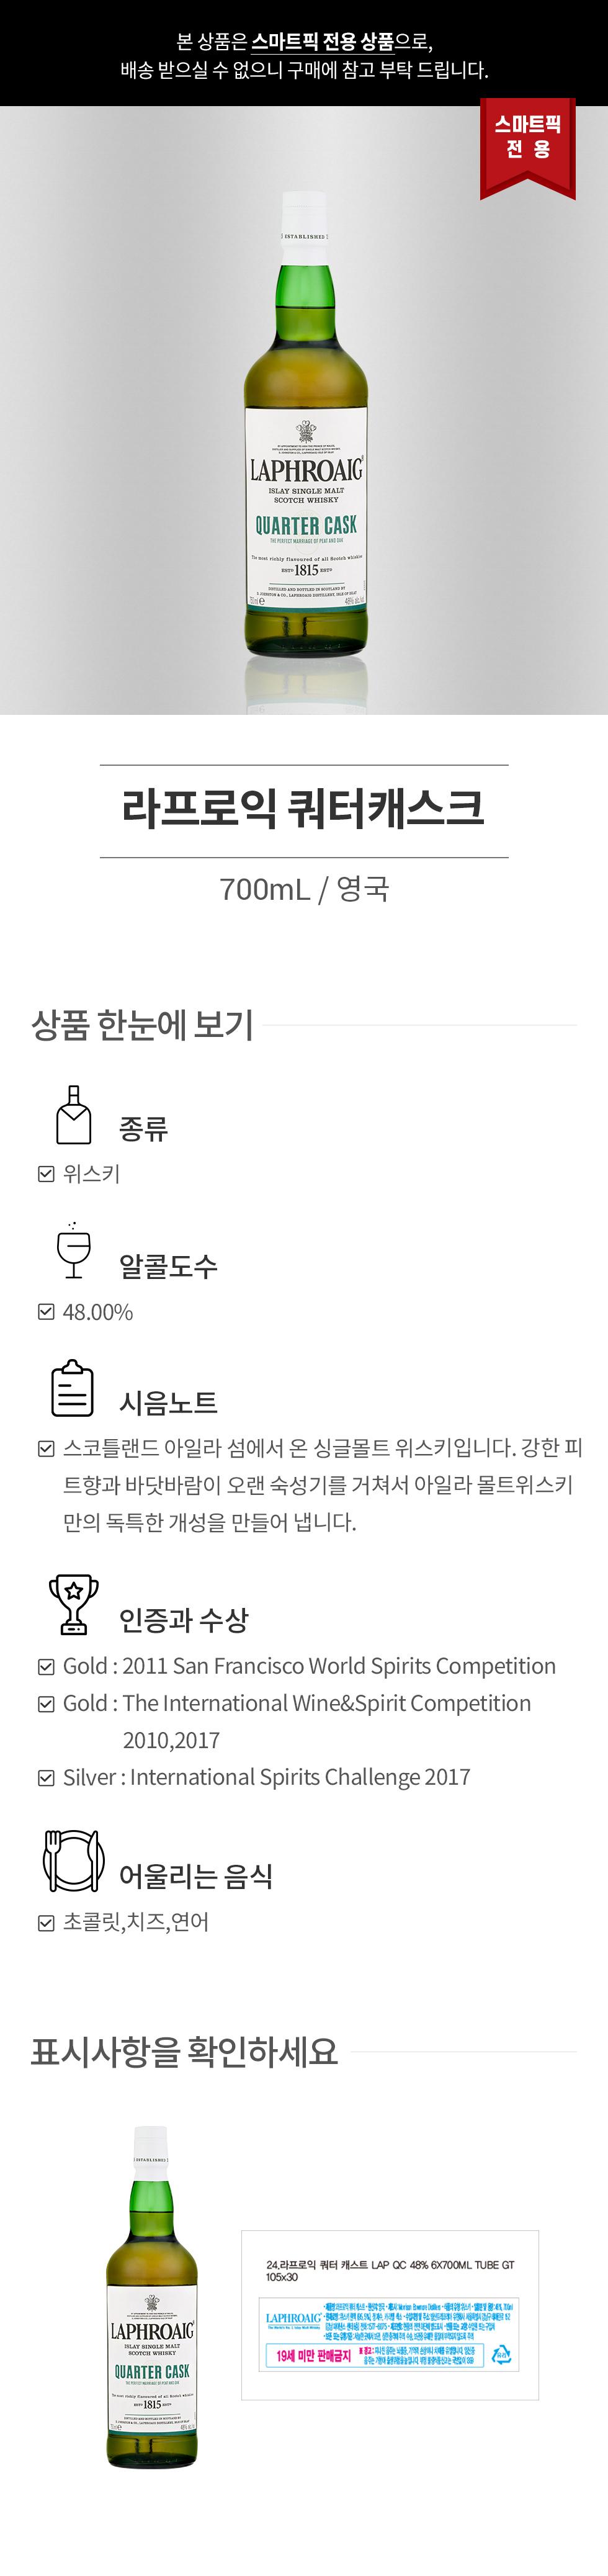 본 상품은 스마트픽 전용 상품으로,
배송 받으실 수 없으니 구매에 참고 부탁 드립니다.
스마트픽
전 용
ESTABLISHED
LAPHROAIG
ISLAY SINGLE MALT
SCOTCH WHISKY
QUARTER CASK
THE PERFECT MARRIAGE OF PEAT AND OAK
The most richly flavoured of all Scotch whiskies
ESTD 1815 ESTD
DISTILLED AND BOTTLED IN SCOTLAND BY
D. JOHNSTON & CO., LAPHROAIG DISTILLERY, ISLE OF ISLAY
70cl e 48% alc./vol.
라프로익 쿼터캐스크
700mL / 영국
상품 한눈에 보기
종류
위스키
알콜도수
48.00%
시음노트
스코틀랜드 아일라 섬에서 온 싱글몰트 위스키입니다. 강한 피
트향과 바닷바람이 오랜 숙성기를 거쳐서 아일라 몰트위스키
만의 독특한 개성을 만들어 냅니다.
인증과 수상
Gold : 2011 San Francisco World Spirits Competition
Gold : The International Wine&Spirit Competition
2010,2017
Silver : International Spirits Challenge 2017
어울리는 음식
초콜릿,치즈,연어
표시사항을 확인하세요
ESTABLISHED
LAPHROAIG
ISLAY SINGLE MALT
SCOTCH WHISKY
QUARTER CASK
ESTD 1815 ESTD
24.라프로익 쿼터 캐스트 LAP QC 48% 6X700ML TUBE GT
105x30
LAPHROAIG
19세 미만 판매금지
유리